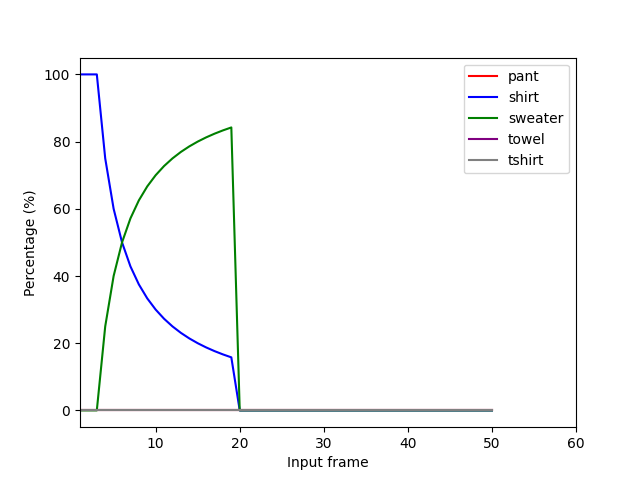 100
80
60
40
20
0
Percentage (%)
10 20 30 40 50 60
Input frame
pant
shirt
sweater
towel
tshirt